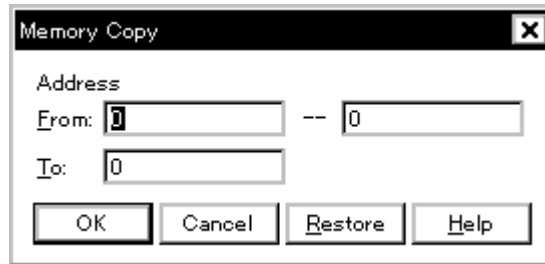 Memory Copy
Address
From: 0 -- 0
To: 0
OK Cancel Restore Help